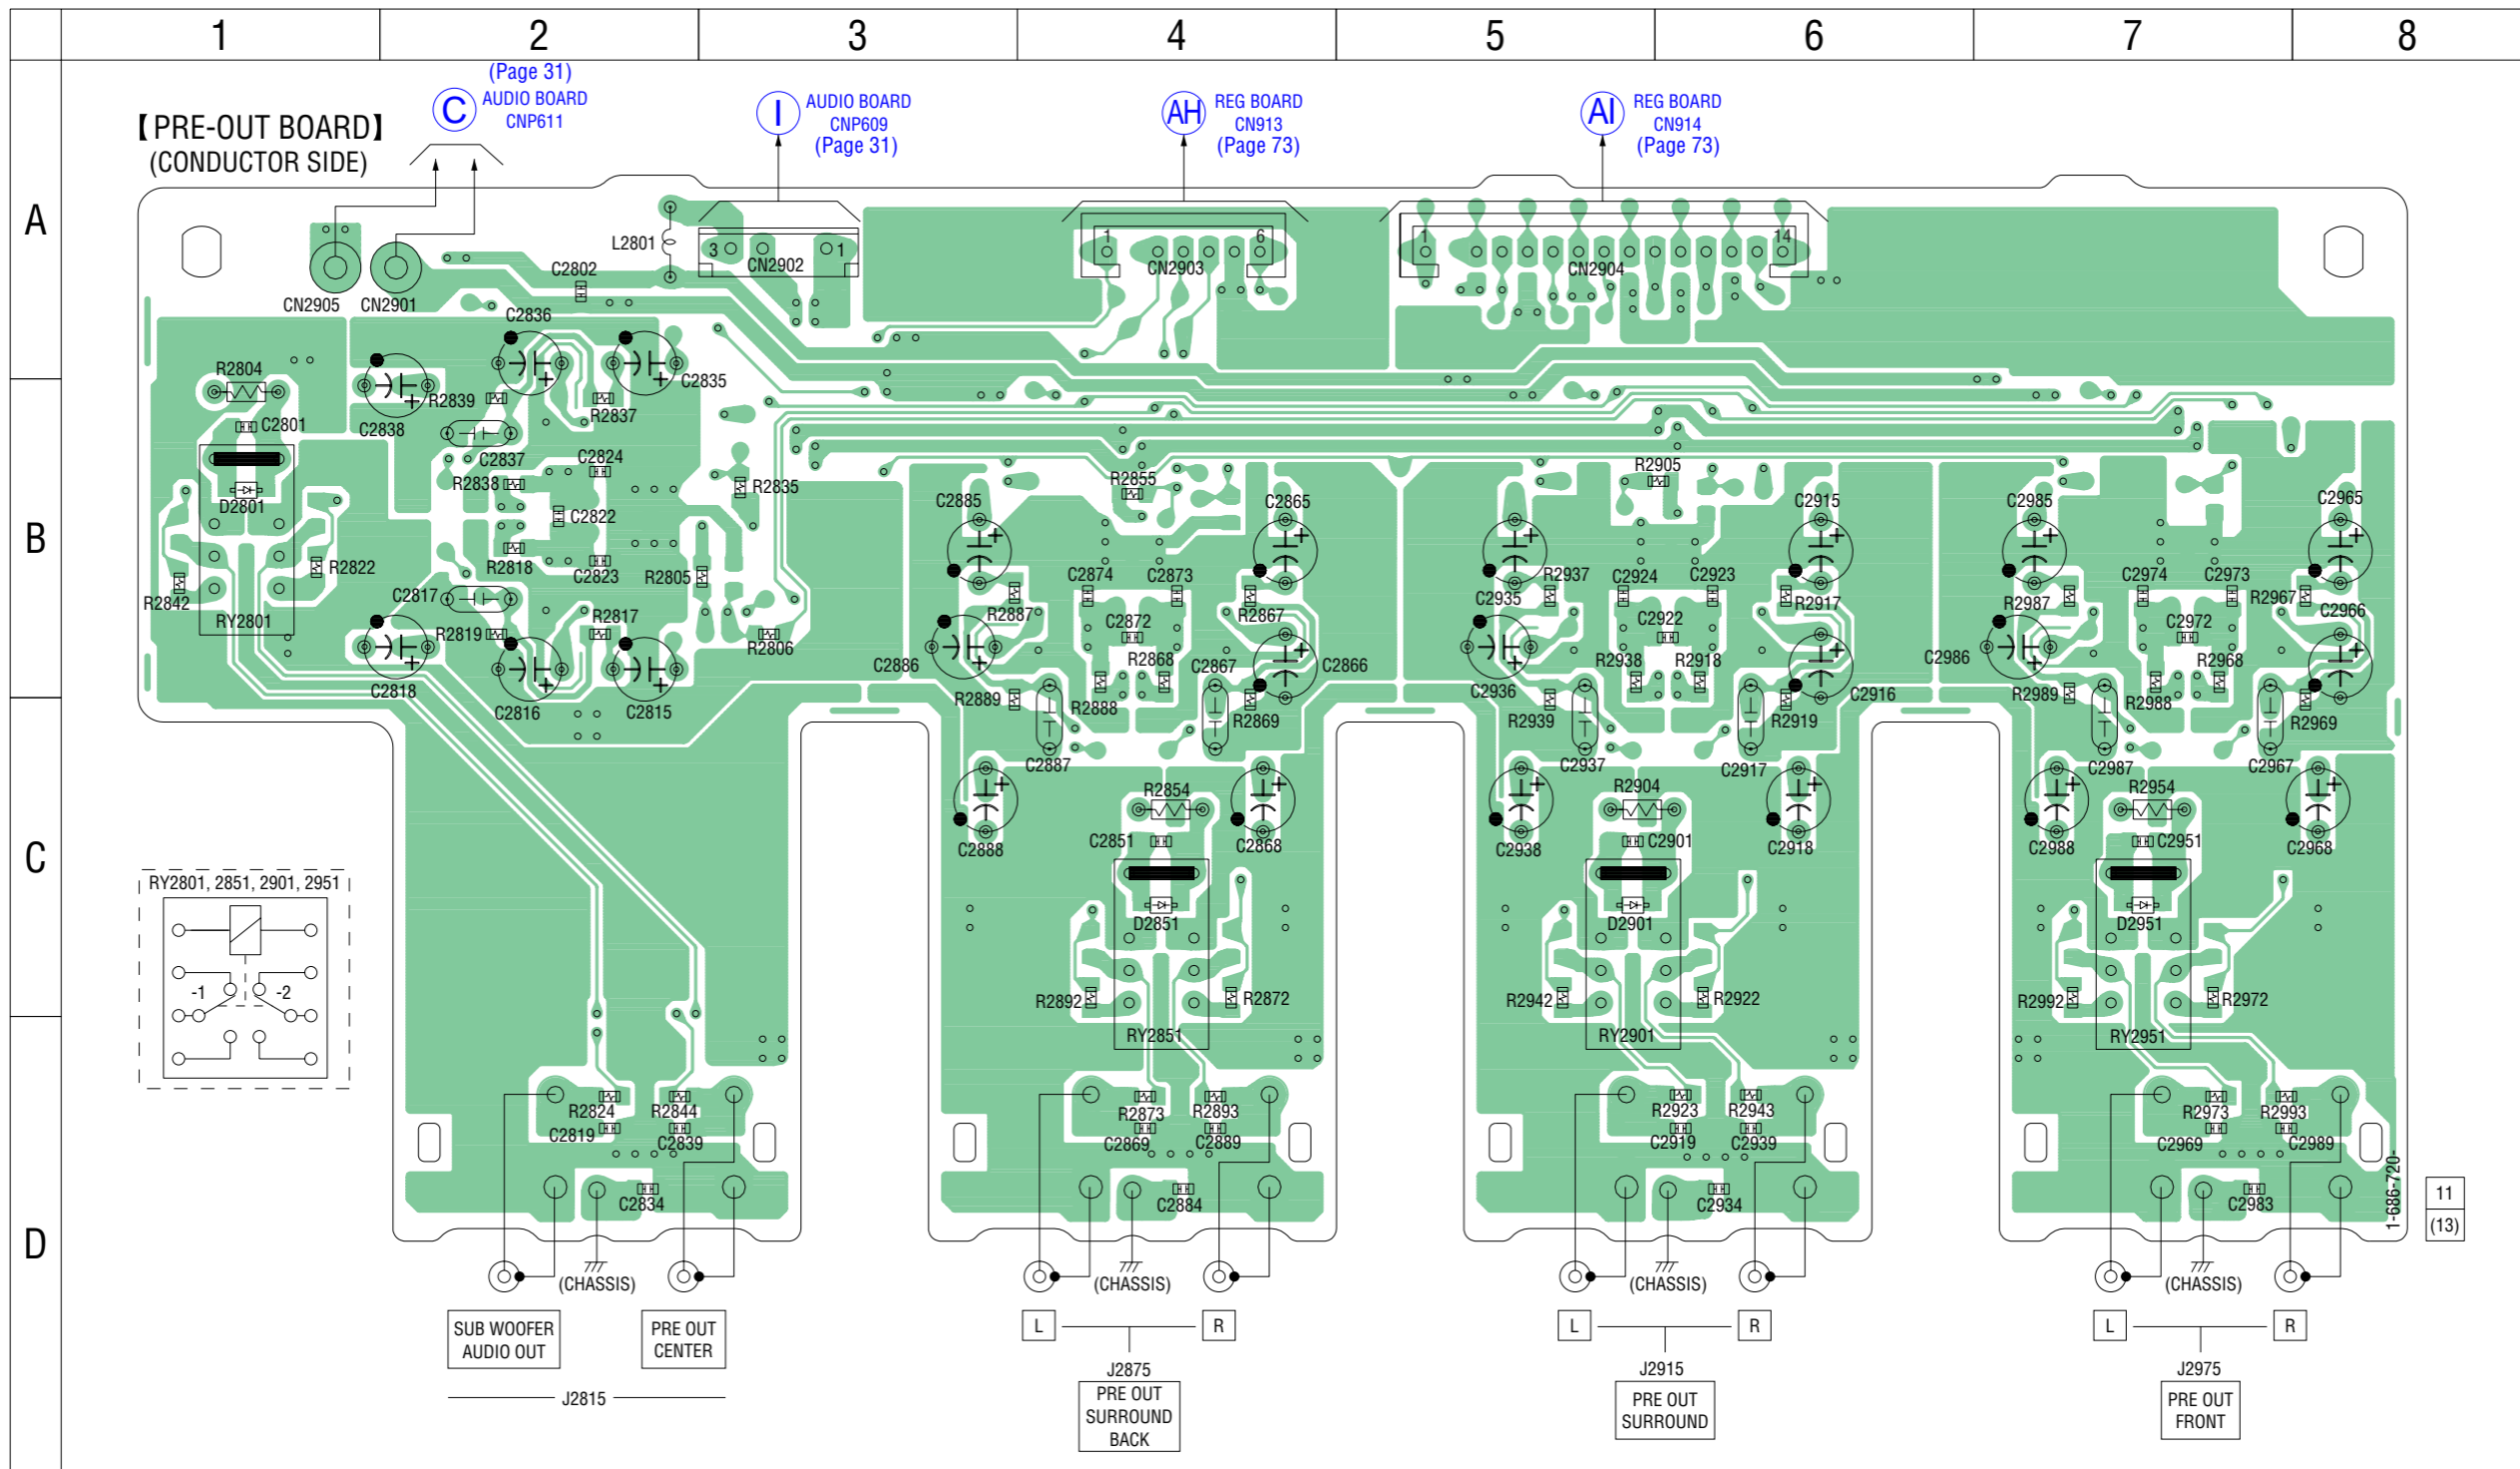 1 2 3 4 5 6 7 8
A
B
C
D
【PRE-OUT BOARD】
(CONDUCTOR SIDE)
(Page 31)
C AUDIO BOARD
CNP611
I AUDIO BOARD
CNP609
(Page 31)
AH REG BOARD
CN913
(Page 73)
AI REG BOARD
CN914
(Page 73)
L2801
3 1
CN2902
1 6
CN2903
1 14
CN2904
C2802
CN2905 CN2901
C2836
R2804
C2835
R2839
R2837
C2801
C2838
C2837
C2824
R2838
D2801
C2822
R2835
R2822
R2818
C2823
R2805
R2842
C2817
RY2801
R2819
R2817
R2806
C2818
C2816
C2815
R2855
C2885
C2865
C2874
C2873
R2887
R2867
C2872
C2886
R2868
C2867
C2866
R2889
R2888
R2869
C2887
R2854
C2851
C2888
C2868
D2851
R2892
R2872
RY2851
R2905
C2915
R2937
C2924
C2923
C2935
R2917
C2922
R2938
R2918
C2936
C2916
R2939
R2919
C2937
C2917
R2904
C2901
C2938
C2918
D2901
R2942
R2922
RY2901
C2985
C2965
C2974
C2973
R2987
R2967
C2966
C2972
C2986
R2968
R2989
R2988
R2969
C2987
C2967
R2954
C2951
C2988
C2968
D2951
R2992
R2972
RY2951
RY2801, 2851, 2901, 2951
-1 -2
R2824
R2844
C2819
C2839
C2834
R2873
R2893
C2869
C2889
C2884
R2923
R2943
C2919
C2939
C2934
R2973
R2993
C2969
C2989
C2983
1-686-720-
11
(13)
(CHASSIS)
(CHASSIS)
(CHASSIS)
(CHASSIS)
SUB WOOFER
AUDIO OUT
PRE OUT
CENTER
J2815
L R
J2875
PRE OUT
SURROUND
BACK
L R
J2915
PRE OUT
SURROUND
L R
J2975
PRE OUT
FRONT